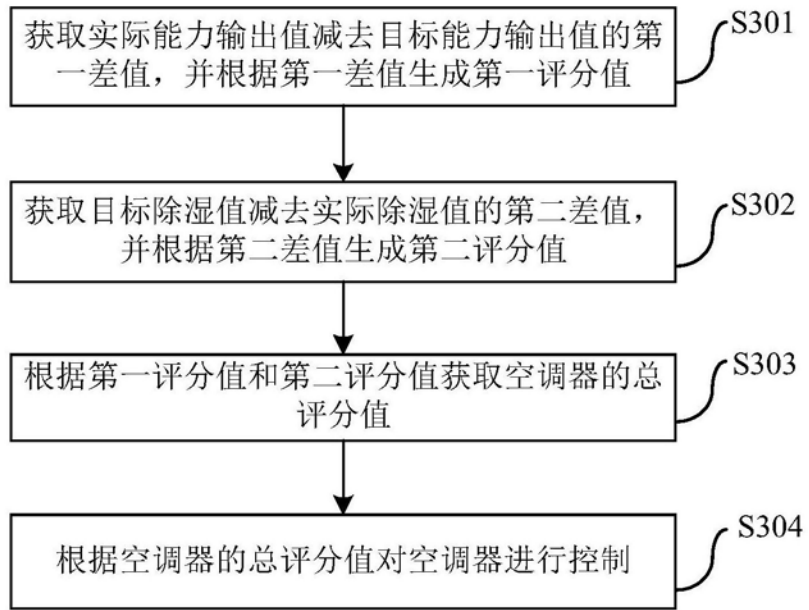 获取实际能力输出值减去目标能力输出值的第
一差值，并根据第一差值生成第一评分值
S301
获取目标除湿值减去实际除湿值的第二差值，
并根据第二差值生成第二评分值
S302
根据第一评分值和第二评分值获取空调器的总
评分值
S303
根据空调器的总评分值对空调器进行控制
S304